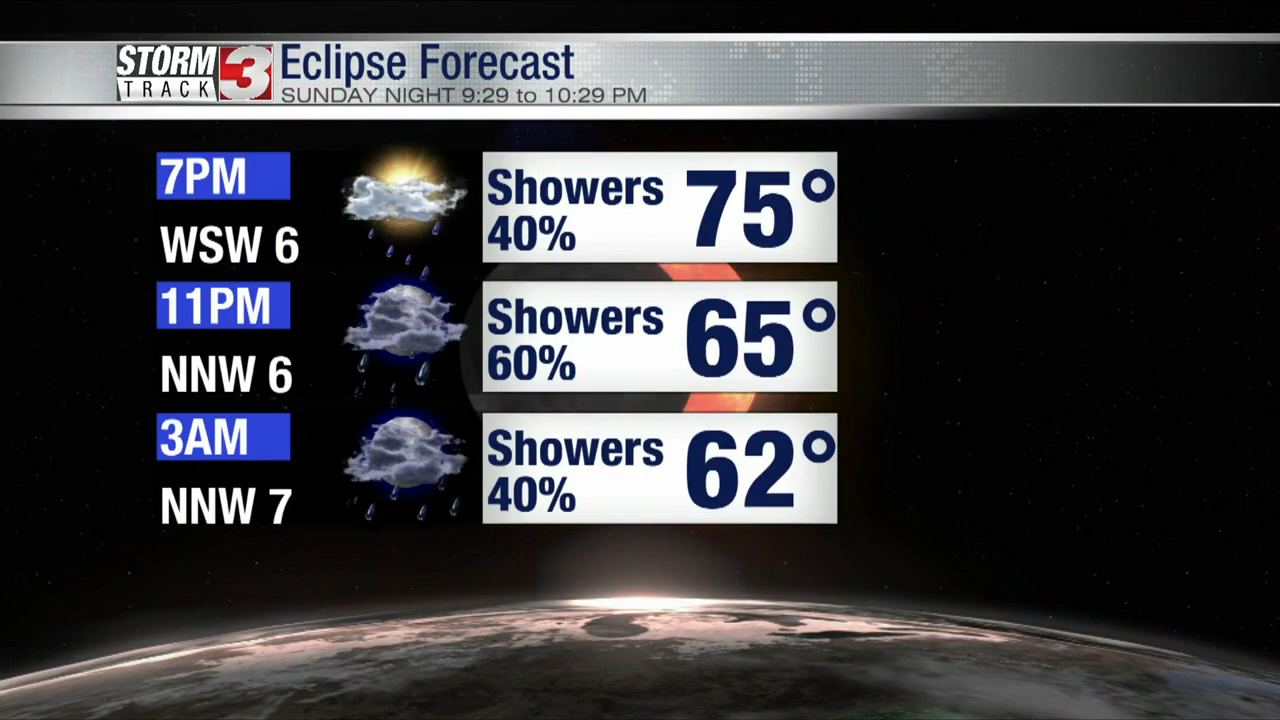 STORM
TRACK 3
Eclipse Forecast
SUNDAY NIGHT 9:29 to 10:29 PM
7PM
WSW 6
Showers
40%
75°
11PM
NNW 6
Showers
60%
65°
3AM
NNW 7
Showers
40%
62°